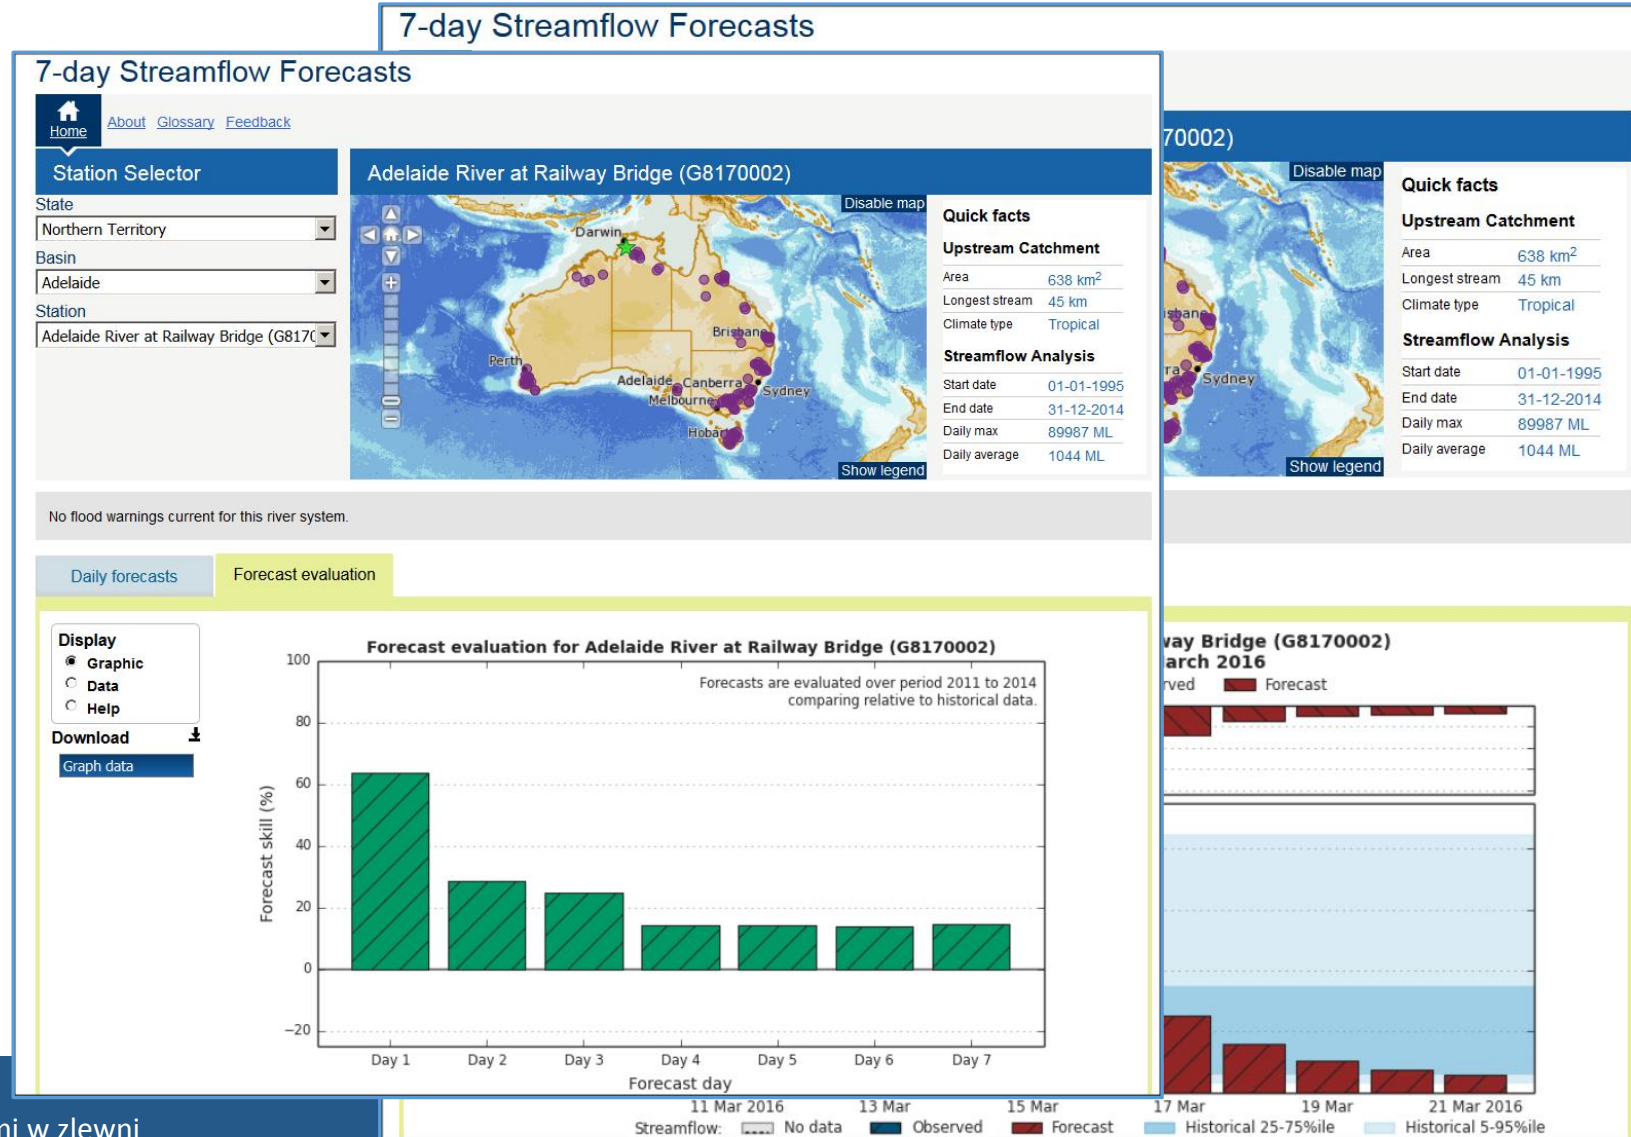 7-day Streamflow Forecasts
7-day Streamflow Forecasts
Home About Glossary Feedback
Station Selector
State
Northern Territory
Basin
Adelaide
Station
Adelaide River at Railway Bridge (G817
Adelaide River at Railway Bridge (G8170002)
Disable map
Darwin
Brisbane
Perth
Adelaide
Canberra
Sydney
Melbourne
Hobart
Show legend
Quick facts
Upstream Catchment
Area 638 km²
Longest stream 45 km
Climate type Tropical
Streamflow Analysis
Start date 01-01-1995
End date 31-12-2014
Daily max 89987 ML
Daily average 1044 ML
70002)
Disable map
isbane
ra
Sydney
Show legend
Quick facts
Upstream Catchment
Area 638 km²
Longest stream 45 km
Climate type Tropical
Streamflow Analysis
Start date 01-01-1995
End date 31-12-2014
Daily max 89987 ML
Daily average 1044 ML
No flood warnings current for this river system.
Daily forecasts Forecast evaluation
Display
Graphic
Data
Help
Download
Graph data
Forecast evaluation for Adelaide River at Railway Bridge (G8170002)
Forecasts are evaluated over period 2011 to 2014
comparing relative to historical data.
Forecast skill (%)
100
80
60
40
20
0
−20
Day 1 Day 2 Day 3 Day 4 Day 5 Day 6 Day 7
Forecast day
way Bridge (G8170002)
arch 2016
rved Forecast
11 Mar 2016 13 Mar 15 Mar 17 Mar 19 Mar 21 Mar 2016
Streamflow: No data Observed Forecast Historical 25-75%ile Historical 5-95%ile
mi w zlewni